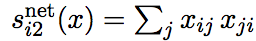 s_{i2}^{net}(x) = ∑_j x_{ij} x_{ji}